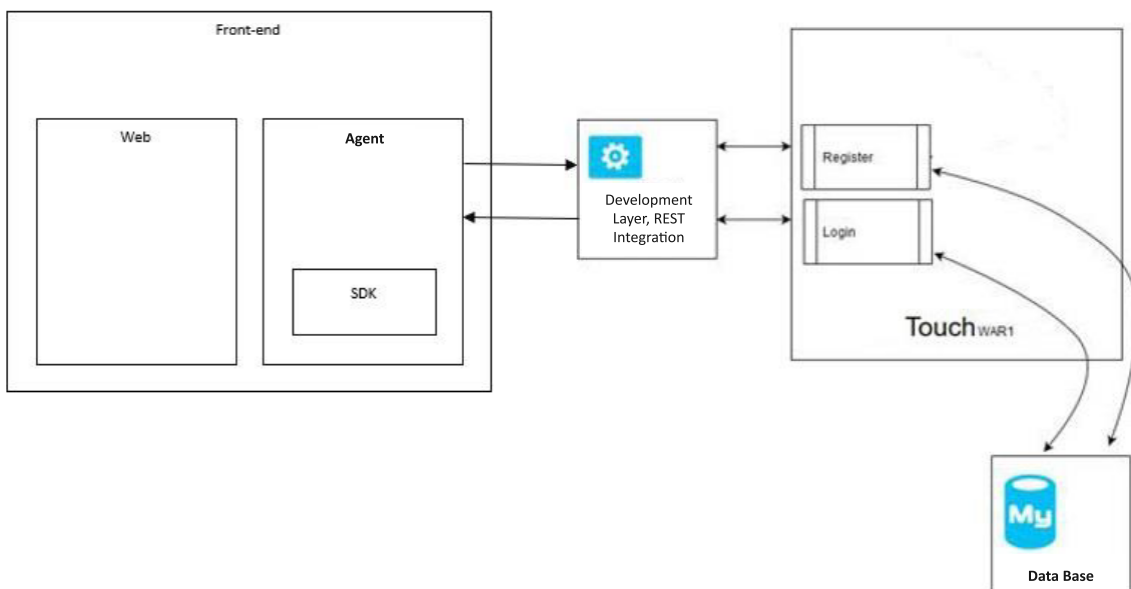 Front-end
Web
Agent
SDK
Development
Layer, REST
Integration
Register
Login
Touch WAR1
My
Data Base